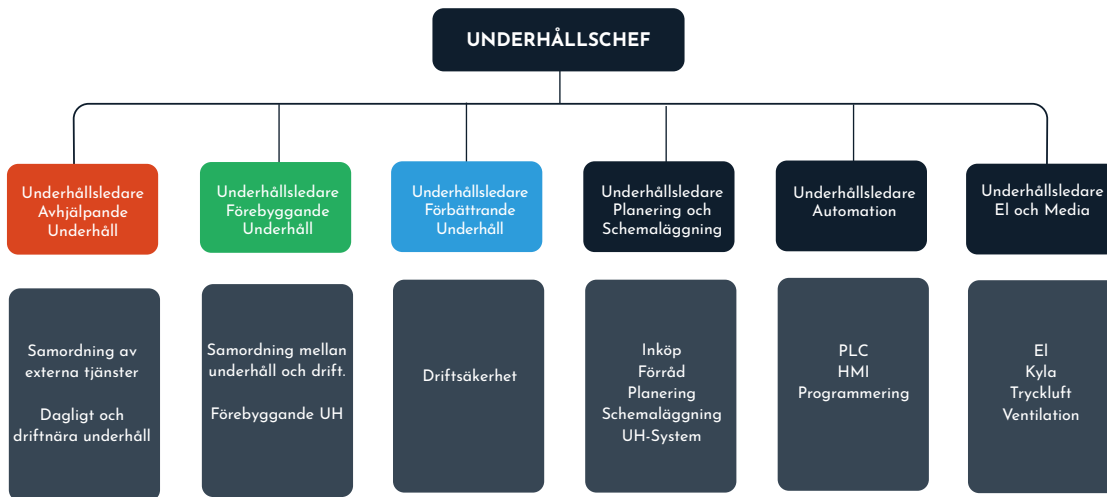 UNDERHÅLLSCHEF
Underhållsledare
Avhjälpande
Underhåll
Underhållsledare
Förebyggande
Underhåll
Underhållsledare
Förbättrande
Underhåll
Underhållsledare
Planering och
Schemaläggning
Underhållsledare
Automation
Underhållsledare
El och Media
Samordning av
externa tjänster
Dagligt och
driftnära underhåll
Samordning mellan
underhåll och drift.
Förebyggande UH
Driftsäkerhet
Inköp
Förråd
Planering
Schemaläggning
UH-System
PLC
HMI
Programmering
El
Kyla
Tryckluft
Ventilation